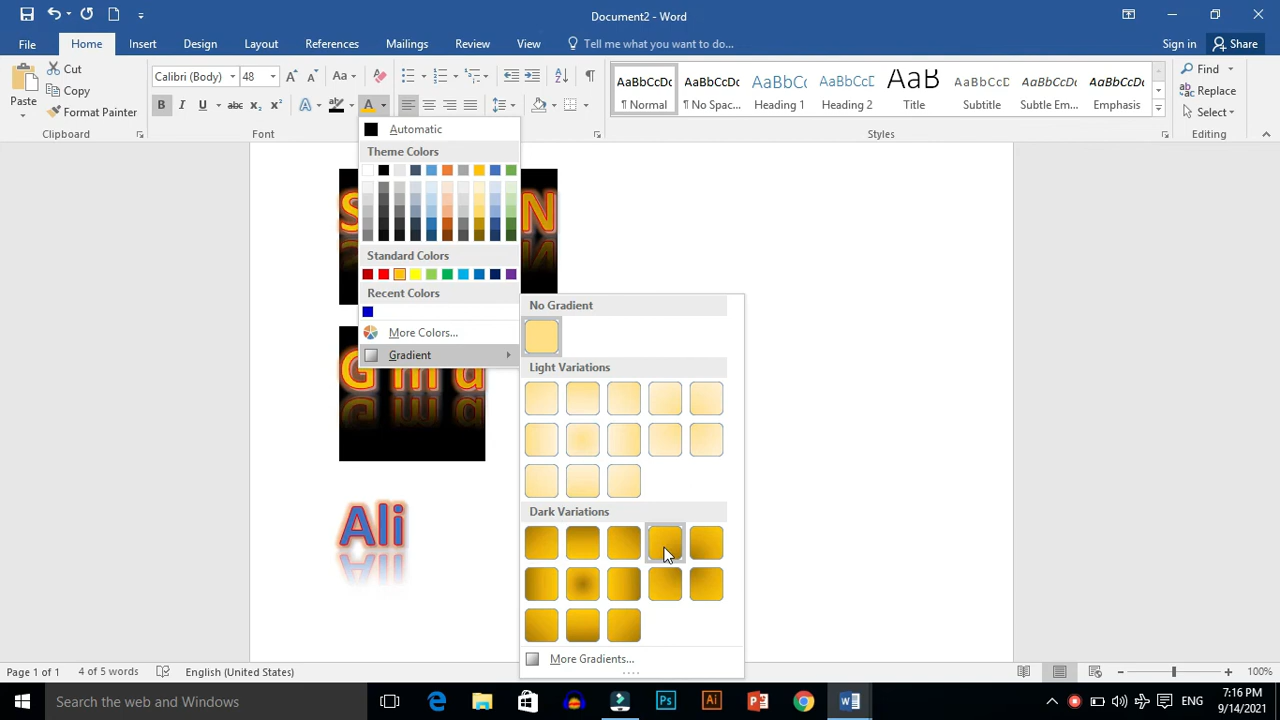 Document2 - Word
File Home Insert Design Layout References Mailings Review View Tell me what you want to do... Sign in Share
Paste Cut Copy Format Painter
Clipboard
Calibri (Body) 48 Aa
Font
AaBbCcDc AaBbCcDc AaBbCc AaBbCcC AaB AaBbCcD AaBbCcDc AaBbCcDc
¶ Normal ¶ No Spac... Heading 1 Heading 2 Title Subtitle Subtle Em... Emphasis
Styles
Find Replace Select
Editing
Automatic
Theme Colors
Standard Colors
Recent Colors
More Colors...
Gradient
No Gradient
Light Variations
Dark Variations
More Gradients...
S N
Ali
Page 1 of 1 4 of 5 words English (United States) 100%
Search the web and Windows
ENG
7:16 PM
9/14/2021